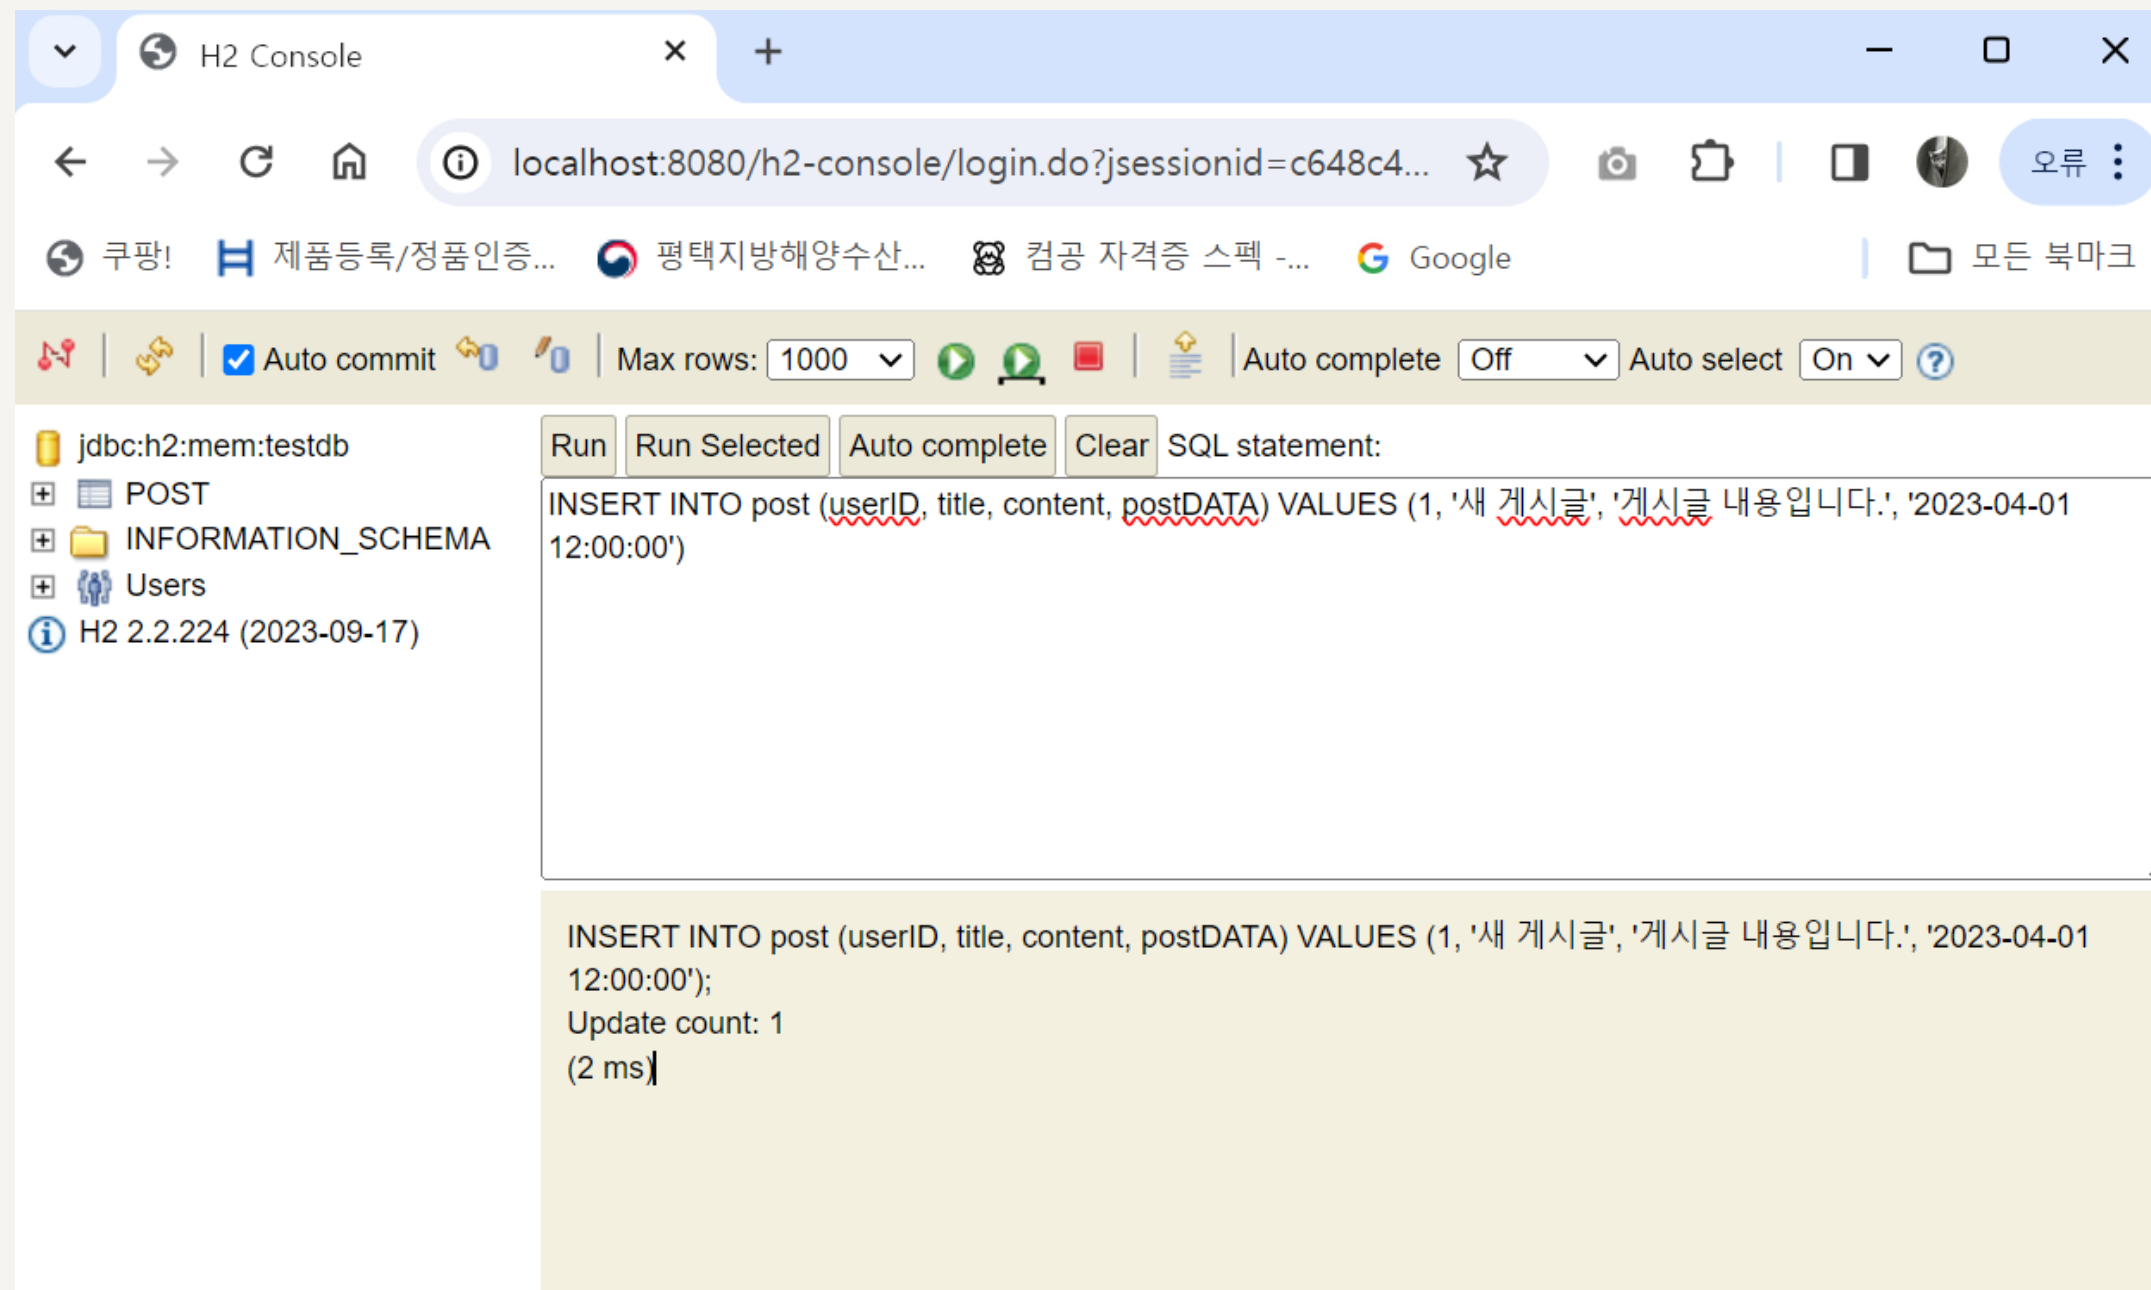 H2 Console
localhost:8080/h2-console/login.do?jsessionid=c648c4...
오류
쿠팡!
제품등록/정품인증...
평택지방해양수산...
컴공 자격증 스펙 -...
Google
모든 북마크
Auto commit
Max rows: 1000
Auto complete Off
Auto select On
jdbc:h2:mem:testdb
POST
INFORMATION_SCHEMA
Users
H2 2.2.224 (2023-09-17)
Run Run Selected Auto complete Clear SQL statement:
INSERT INTO post (userID, title, content, postDATA) VALUES (1, '새 게시글', '게시글 내용입니다.', '2023-04-01
12:00:00')
INSERT INTO post (userID, title, content, postDATA) VALUES (1, '새 게시글', '게시글 내용입니다.', '2023-04-01
12:00:00');
Update count: 1
(2 ms)